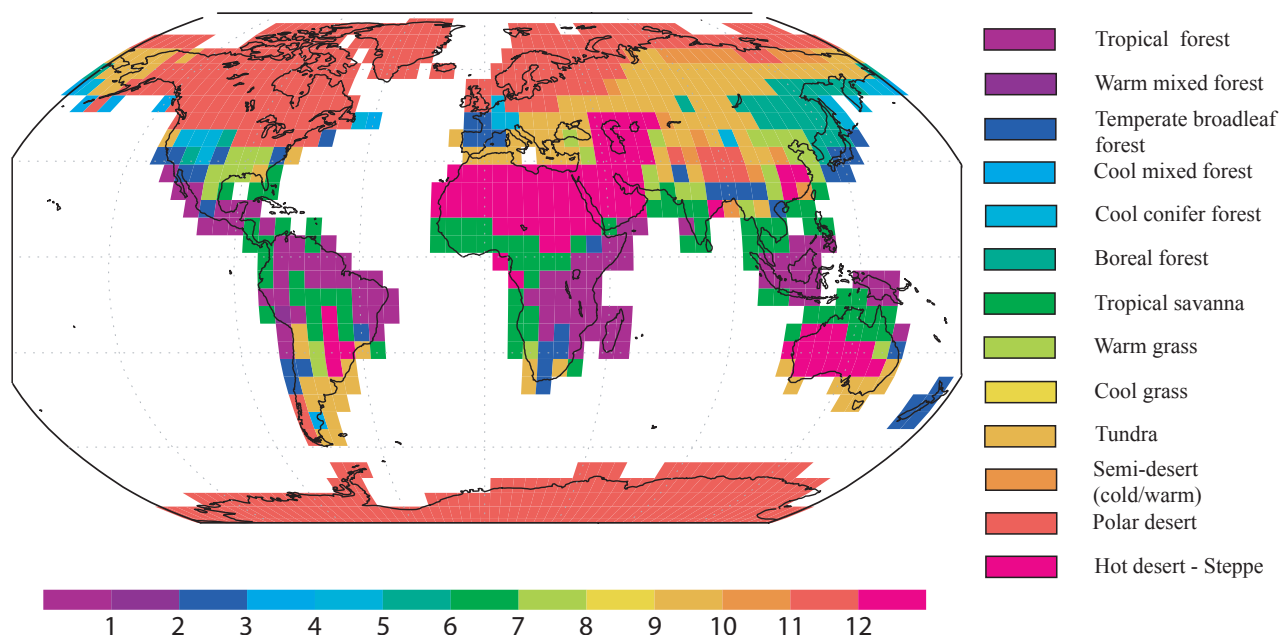 Tropical forest
Warm mixed forest
Temperate broadleaf
forest
Cool mixed forest
Cool conifer forest
Boreal forest
Tropical savanna
Warm grass
Cool grass
Tundra
Semi-desert
(cold/warm)
Polar desert
Hot desert - Steppe
1 2 3 4 5 6 7 8 9 10 11 12